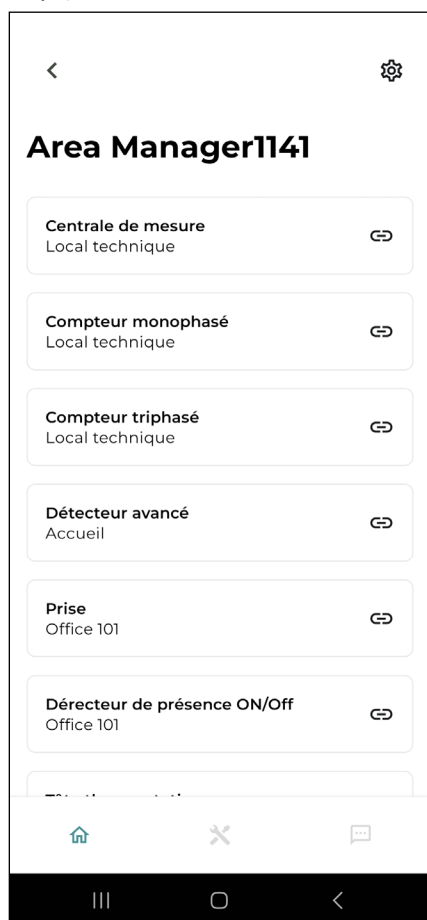 Area Manager1141
Centrale de mesure
Local technique
Compteur monophasé
Local technique
Compteur triphasé
Local technique
Détecteur avancé
Accueil
Prise
Office 101
Dérecteur de présence ON/Off
Office 101